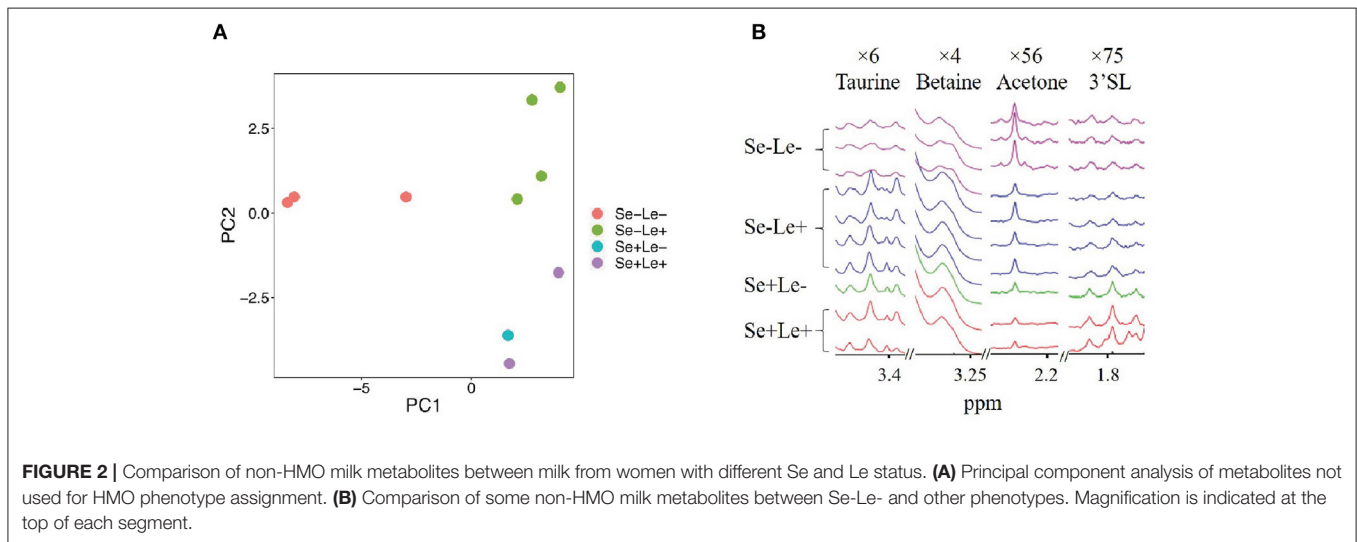 A
2.5
0.0
−2.5
PC2
−5
0
PC1
Se−Le−
Se−Le+
Se+Le−
Se+Le+
B
×6 ×4 ×56 ×75
Taurine Betaine Acetone 3'SL
Se-Le-
Se-Le+
Se+Le-
Se+Le+
3.4 3.25 2.2 1.8
ppm
FIGURE 2 | Comparison of non-HMO milk metabolites between milk from women with different Se and Le status. (A) Principal component analysis of metabolites not
used for HMO phenotype assignment. (B) Comparison of some non-HMO milk metabolites between Se-Le- and other phenotypes. Magnification is indicated at the
top of each segment.